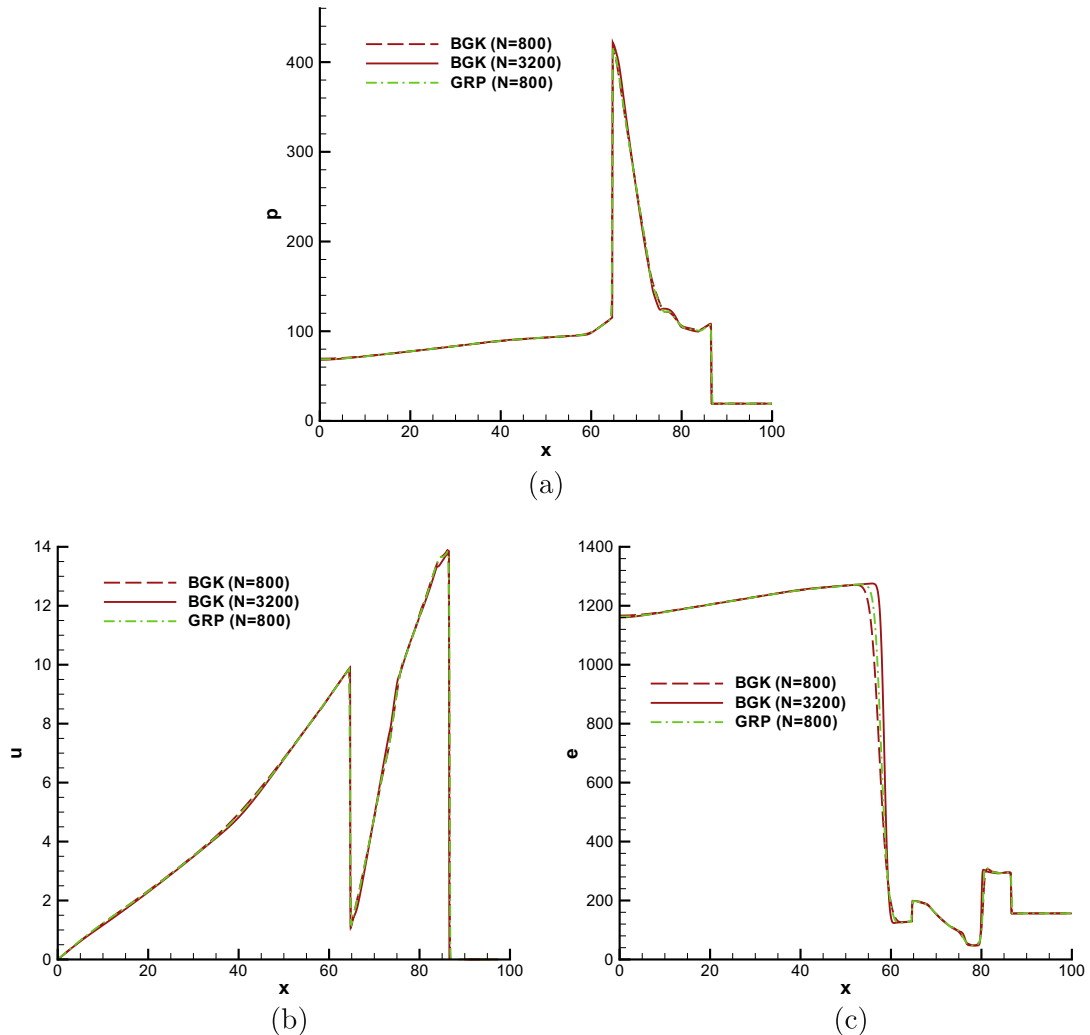 BGK (N=800)
BGK (N=3200)
GRP (N=800)
p
400
300
200
100
0
0 20 40 60 80 100
x
(a)
BGK (N=800)
BGK (N=3200)
GRP (N=800)
u
14
12
10
8
6
4
2
0
0 20 40 60 80 100
x
(b)
BGK (N=800)
BGK (N=3200)
GRP (N=800)
e
1400
1200
1000
800
600
400
200
0
0 20 40 60 80 100
x
(c)